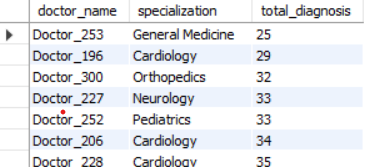 doctor_name specialization total_diagnosis
Doctor_253 General Medicine 25
Doctor_196 Cardiology 29
Doctor_300 Orthopedics 32
Doctor_227 Neurology 33
Doctor_252 Pediatrics 33
Doctor_206 Cardiology 34
Doctor_228 Cardiology 35